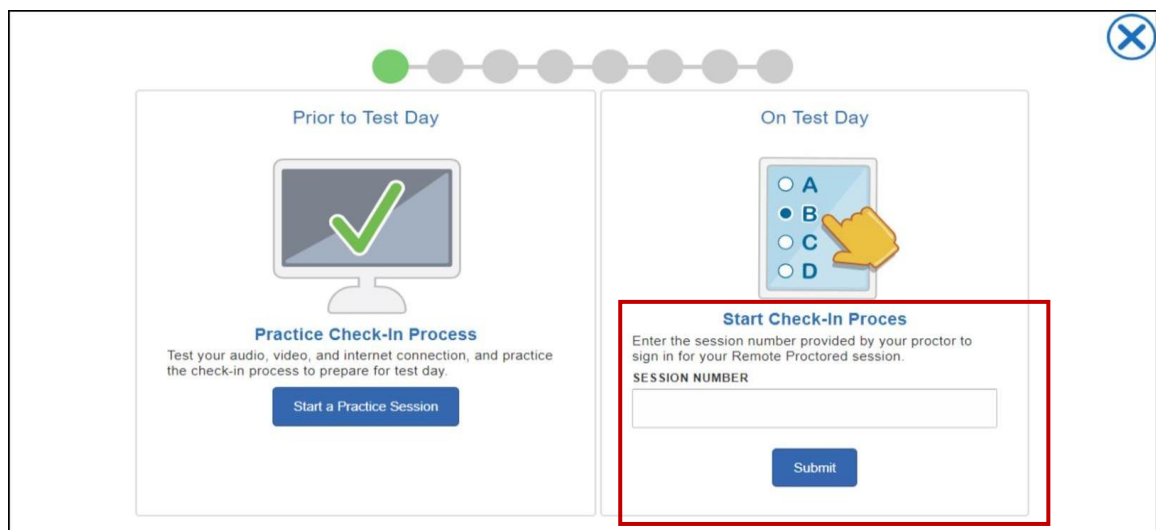 Prior to Test Day
Practice Check-In Process
Test your audio, video, and internet connection, and practice
the check-in process to prepare for test day.
Start a Practice Session
On Test Day
A
B
C
D
Start Check-In Proces
Enter the session number provided by your proctor to
sign in for your Remote Proctored session.
SESSION NUMBER
Submit